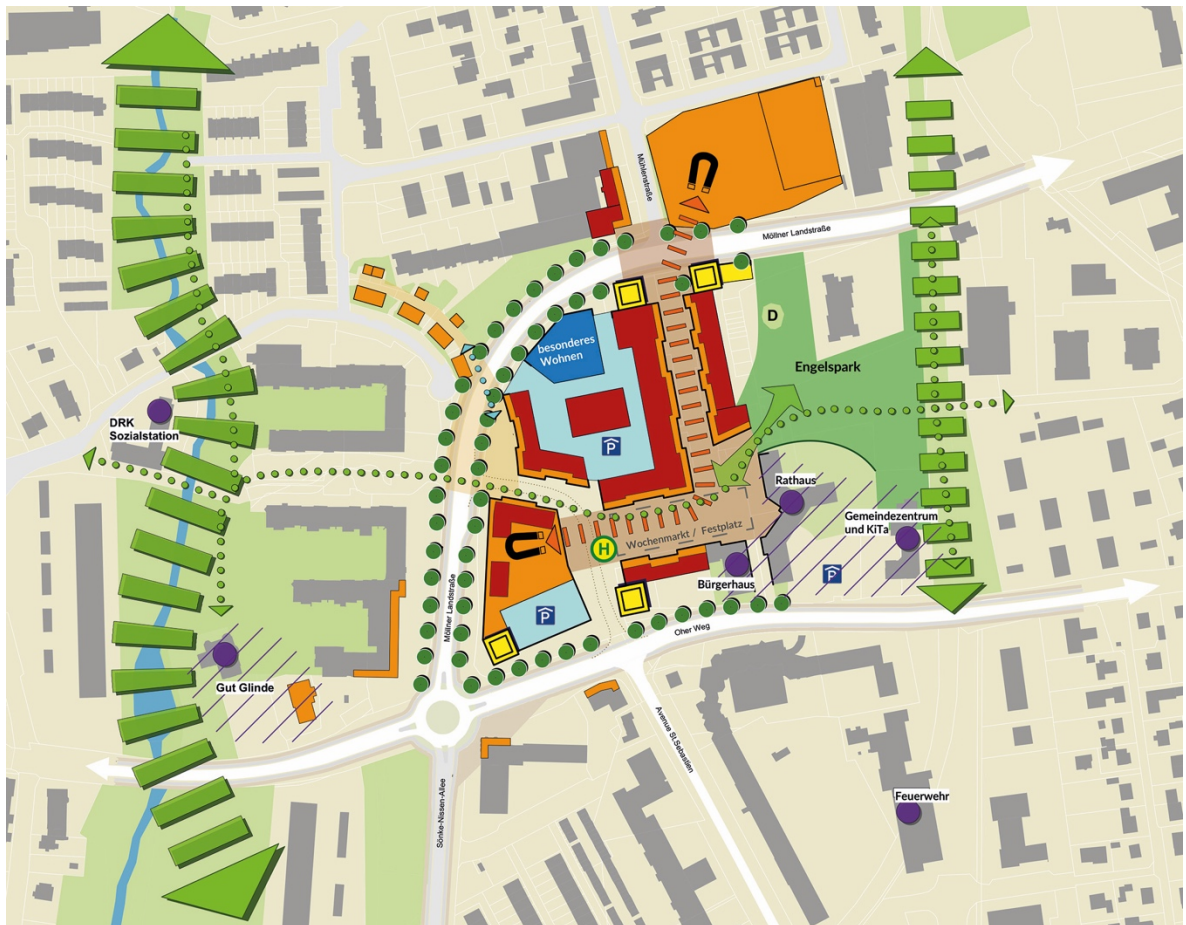 Mühlenstraße
Möllner Landstraße
besonderes
Wohnen
D
Engelspark
DRK
Sozialstation
P
Rathaus
Gemeindezentrum
und KiTa
Wochenmarkt / Festplatz
H
Bürgerhaus
P
P
Möllner Landstraße
Oher Weg
Gut Glinde
Avenue St.Sebastien
Sönke-Nissen-Allee
Feuerwehr